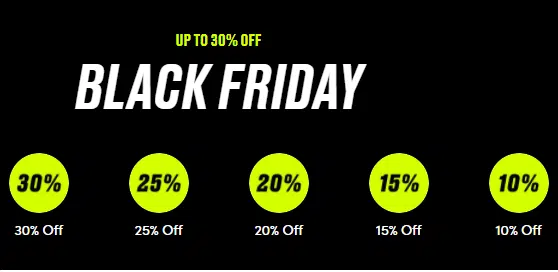 UP TO 30% OFF
BLACK FRIDAY
30% 25% 20% 15% 10%
30% Off 25% Off 20% Off 15% Off 10% Off